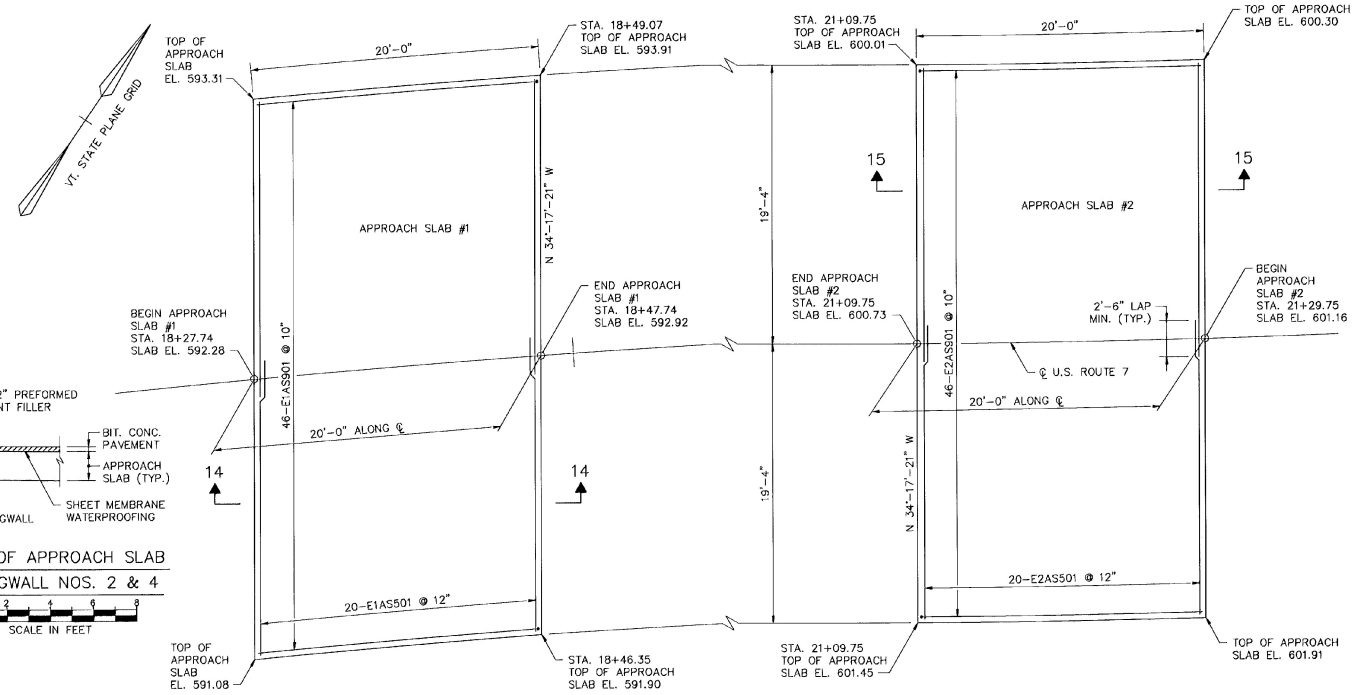 VT. STATE PLANE GRID
TOP OF
APPROACH
SLAB
EL. 593.31
20'-0"
STA. 18+49.07
TOP OF APPROACH
SLAB EL. 593.91
STA. 21+09.75
TOP OF APPROACH
SLAB EL. 600.01
20'-0"
TOP OF APPROACH
SLAB EL. 600.30
APPROACH SLAB #1
N 34°-17'-21" W
19'-4"
15
15
APPROACH SLAB #2
BEGIN APPROACH
SLAB #1
STA. 18+27.74
SLAB EL. 592.28
46-E1AS901 @ 10"
END APPROACH
SLAB #1
STA. 18+47.74
SLAB EL. 592.92
END APPROACH
SLAB #2
STA. 21+09.75
SLAB EL. 600.73
46-E2AS901 @ 10"
2'-6" LAP
MIN. (TYP.)
BEGIN
APPROACH
SLAB #2
STA. 21+29.75
SLAB EL. 601.16
℄ U.S. ROUTE 7
20'-0" ALONG ℄
20'-0" ALONG ℄
2" PREFORMED
NT FILLER
BIT. CONC.
PAVEMENT
APPROACH
SLAB (TYP.)
SHEET MEMBRANE
WATERPROOFING
GWALL
14
14
19'-4"
N 34°-17'-21" W
OF APPROACH SLAB
GWALL NOS. 2 & 4
2 4 6 8
SCALE IN FEET
20-E1AS501 @ 12"
20-E2AS501 @ 12"
TOP OF
APPROACH
SLAB
EL. 591.08
STA. 18+46.35
TOP OF APPROACH
SLAB EL. 591.90
STA. 21+09.75
TOP OF APPROACH
SLAB EL. 601.45
TOP OF APPROACH
SLAB EL. 601.91